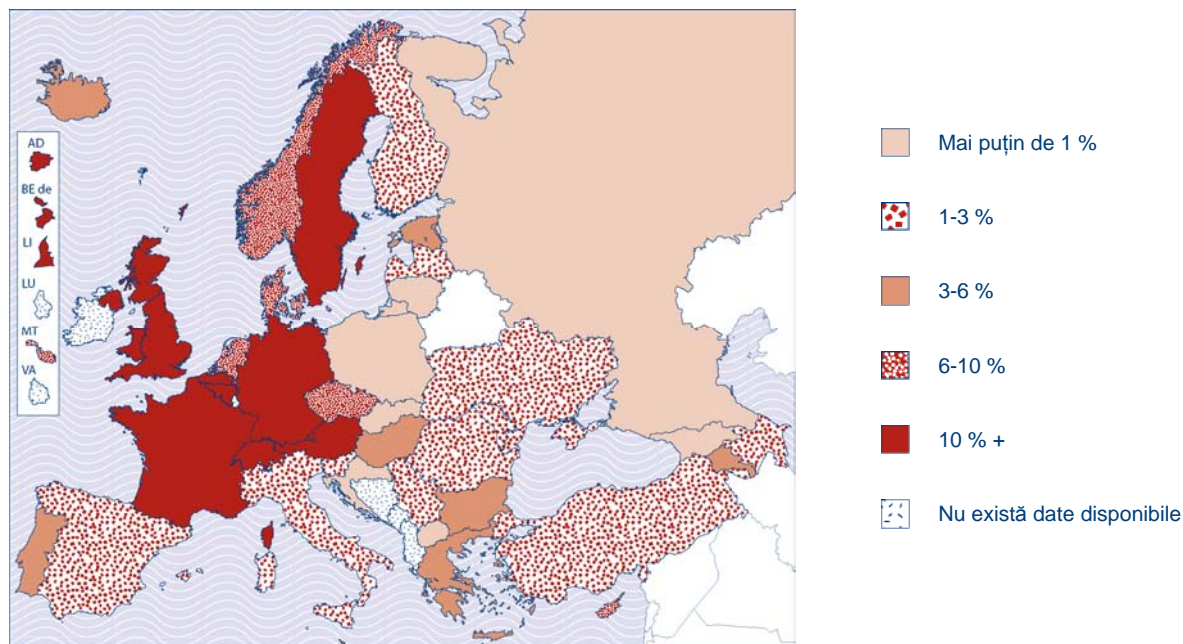 AD
BE de
LI
LU
MT
VA
Mai puțin de 1 %
1-3 %
3-6 %
6-10 %
10 % +
Nu există date disponibile